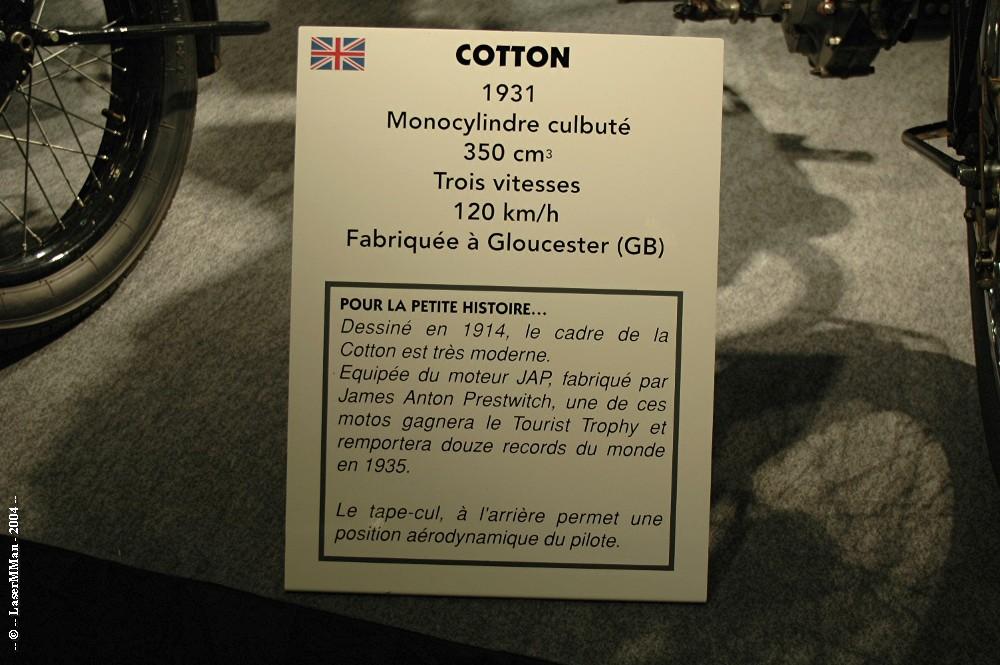 COTTON
1931
Monocylindre culbuté
350 cm³
Trois vitesses
120 km/h
Fabriquée à Gloucester (GB)
POUR LA PETITE HISTOIRE...
Dessiné en 1914, le cadre de la
Cotton est très moderne.
Equipée du moteur JAP, fabriqué par
James Anton Prestwitch, une de ces
motos gagnera le Tourist Trophy et
remportera douze records du monde
en 1935.
Le tape-cul, à l'arrière permet une
position aérodynamique du pilote.
-- © -- LaserMMan - 2004 --